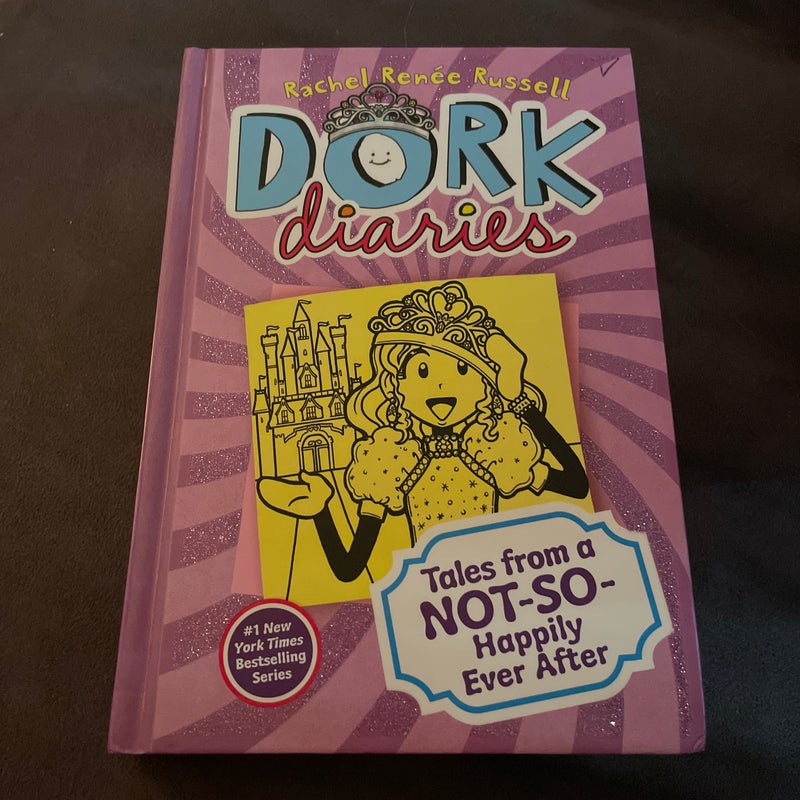 Rachel Renée Russell
DORK
diaries
Tales from a
NOT-SO-
Happily
Ever After
#1 New
York Times
Bestselling
Series